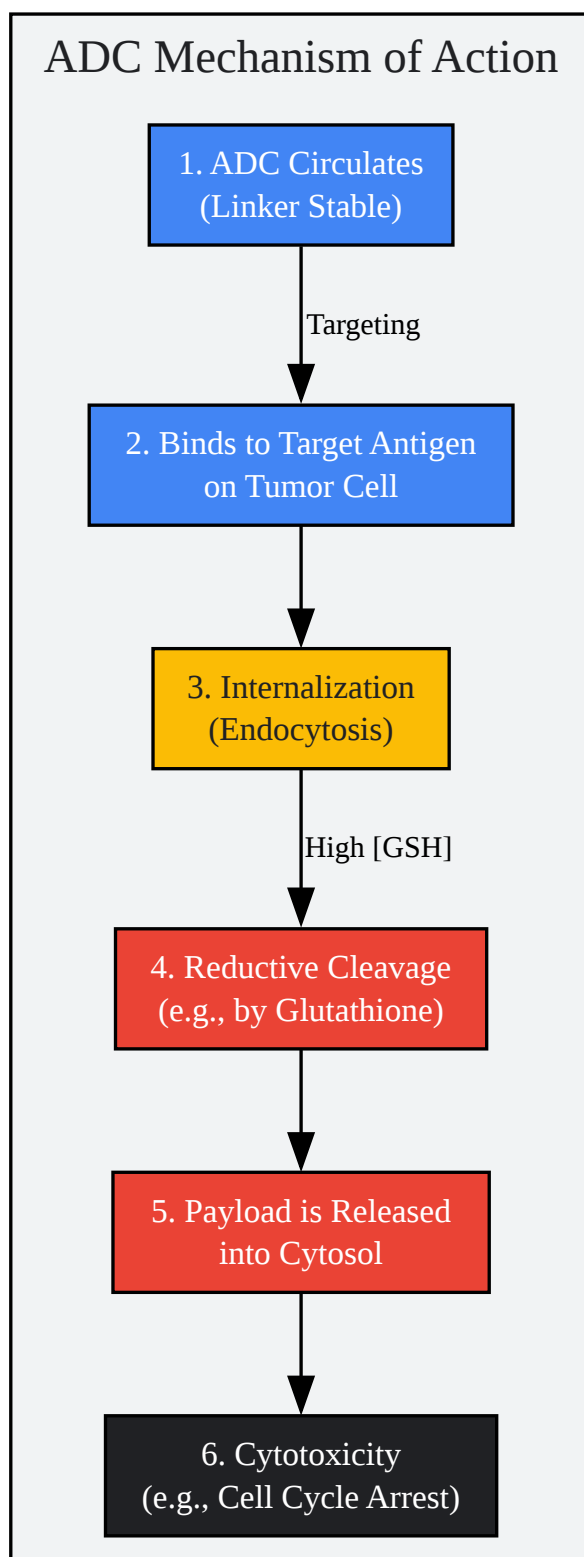 ADC Mechanism of Action
1. ADC Circulates
(Linker Stable)
Targeting
2. Binds to Target Antigen
on Tumor Cell
3. Internalization
(Endocytosis)
High [GSH]
4. Reductive Cleavage
(e.g., by Glutathione)
5. Payload is Released
into Cytosol
6. Cytotoxicity
(e.g., Cell Cycle Arrest)